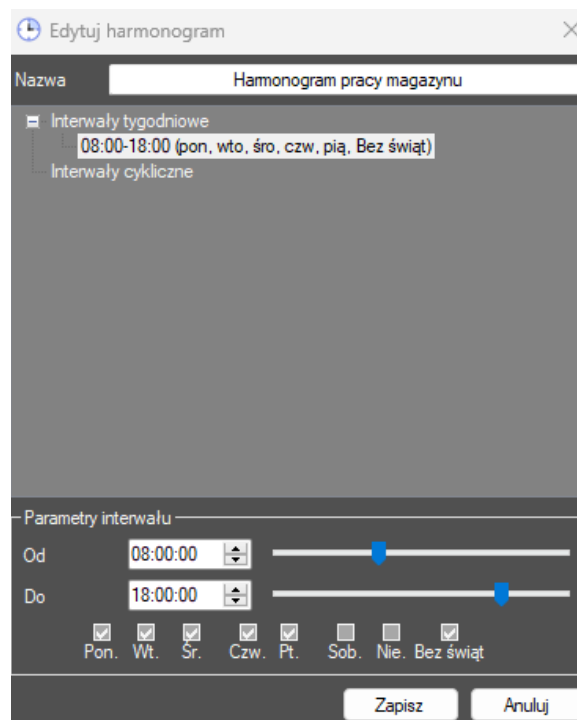 Edytuj harmonogram
Nazwa Harmonogram pracy magazynu
Interwały tygodniowe
08:00-18:00 (pon, wto, śro, czw, pią, Bez świąt)
Interwały cykliczne
Parametry interwału
Od 08:00:00
Do 18:00:00
Pon. Wt. Śr. Czw. Pt. Sob. Nie. Bez świąt
Zapisz Anuluj